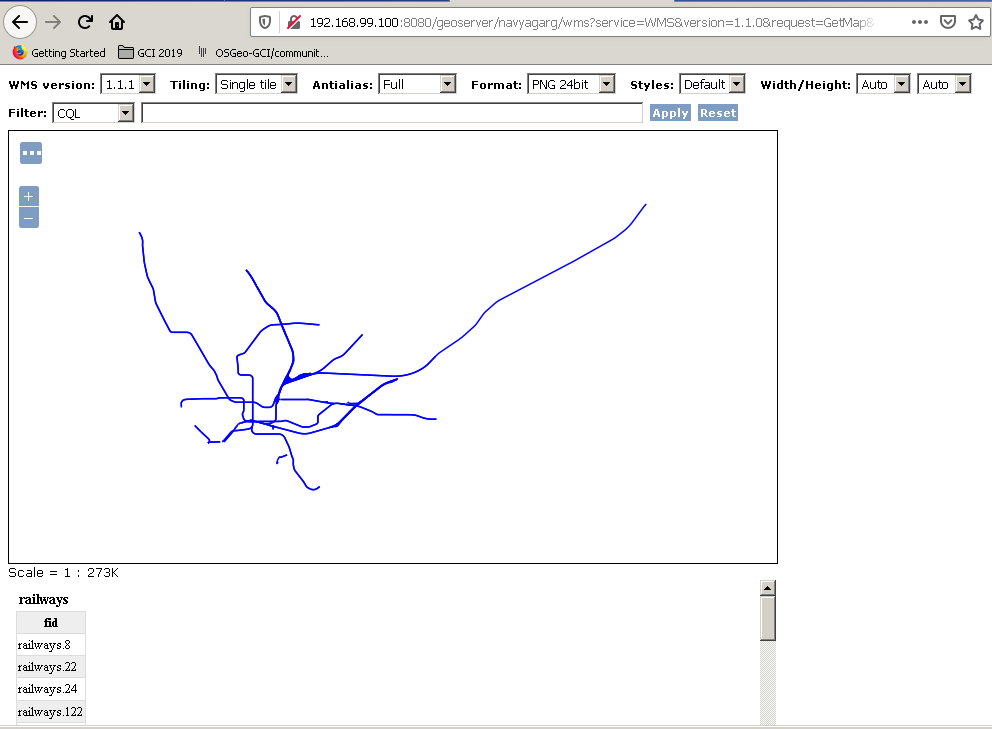 192.168.99.100:8080/geoserver/navyagarg/wms?service=WMS&version=1.1.0&request=GetMap&
Getting Started GCI 2019 OSGeo-GCI/communit...
WMS version: 1.1.1 Tiling: Single tile Antialias: Full Format: PNG 24bit Styles: Default Width/Height: Auto Auto
Filter: CQL Apply Reset
+
–
Scale = 1 : 273K
railways
fid
railways.8
railways.22
railways.24
railways.122